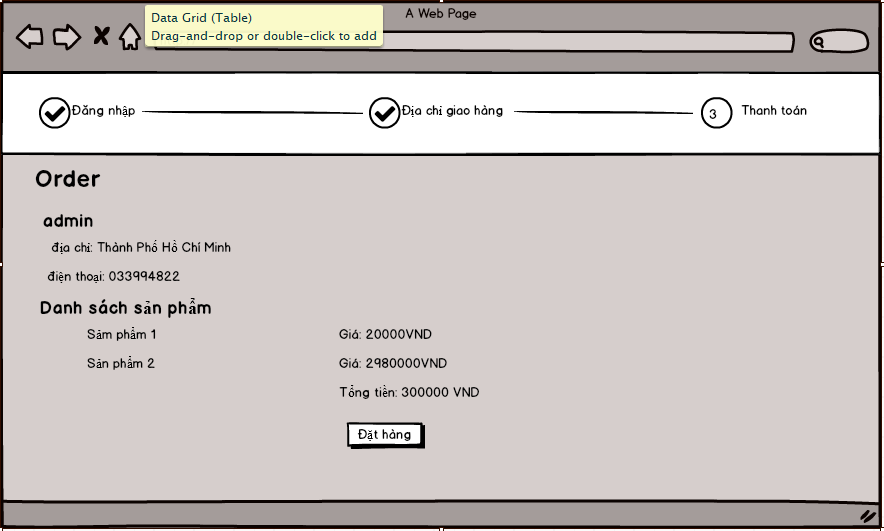 A Web Page
Data Grid (Table)
Drag-and-drop or double-click to add
Đăng nhập
Địa chỉ giao hàng
3 Thanh toán
Order
admin
địa chỉ: Thành Phố Hồ Chí Minh
điện thoại: 033994822
Danh sách sản phẩm
Sảm phẩm 1 Giá: 20000VND
Sản phẩm 2 Giá: 2980000VND
Tổng tiền: 300000 VND
Đặt hàng